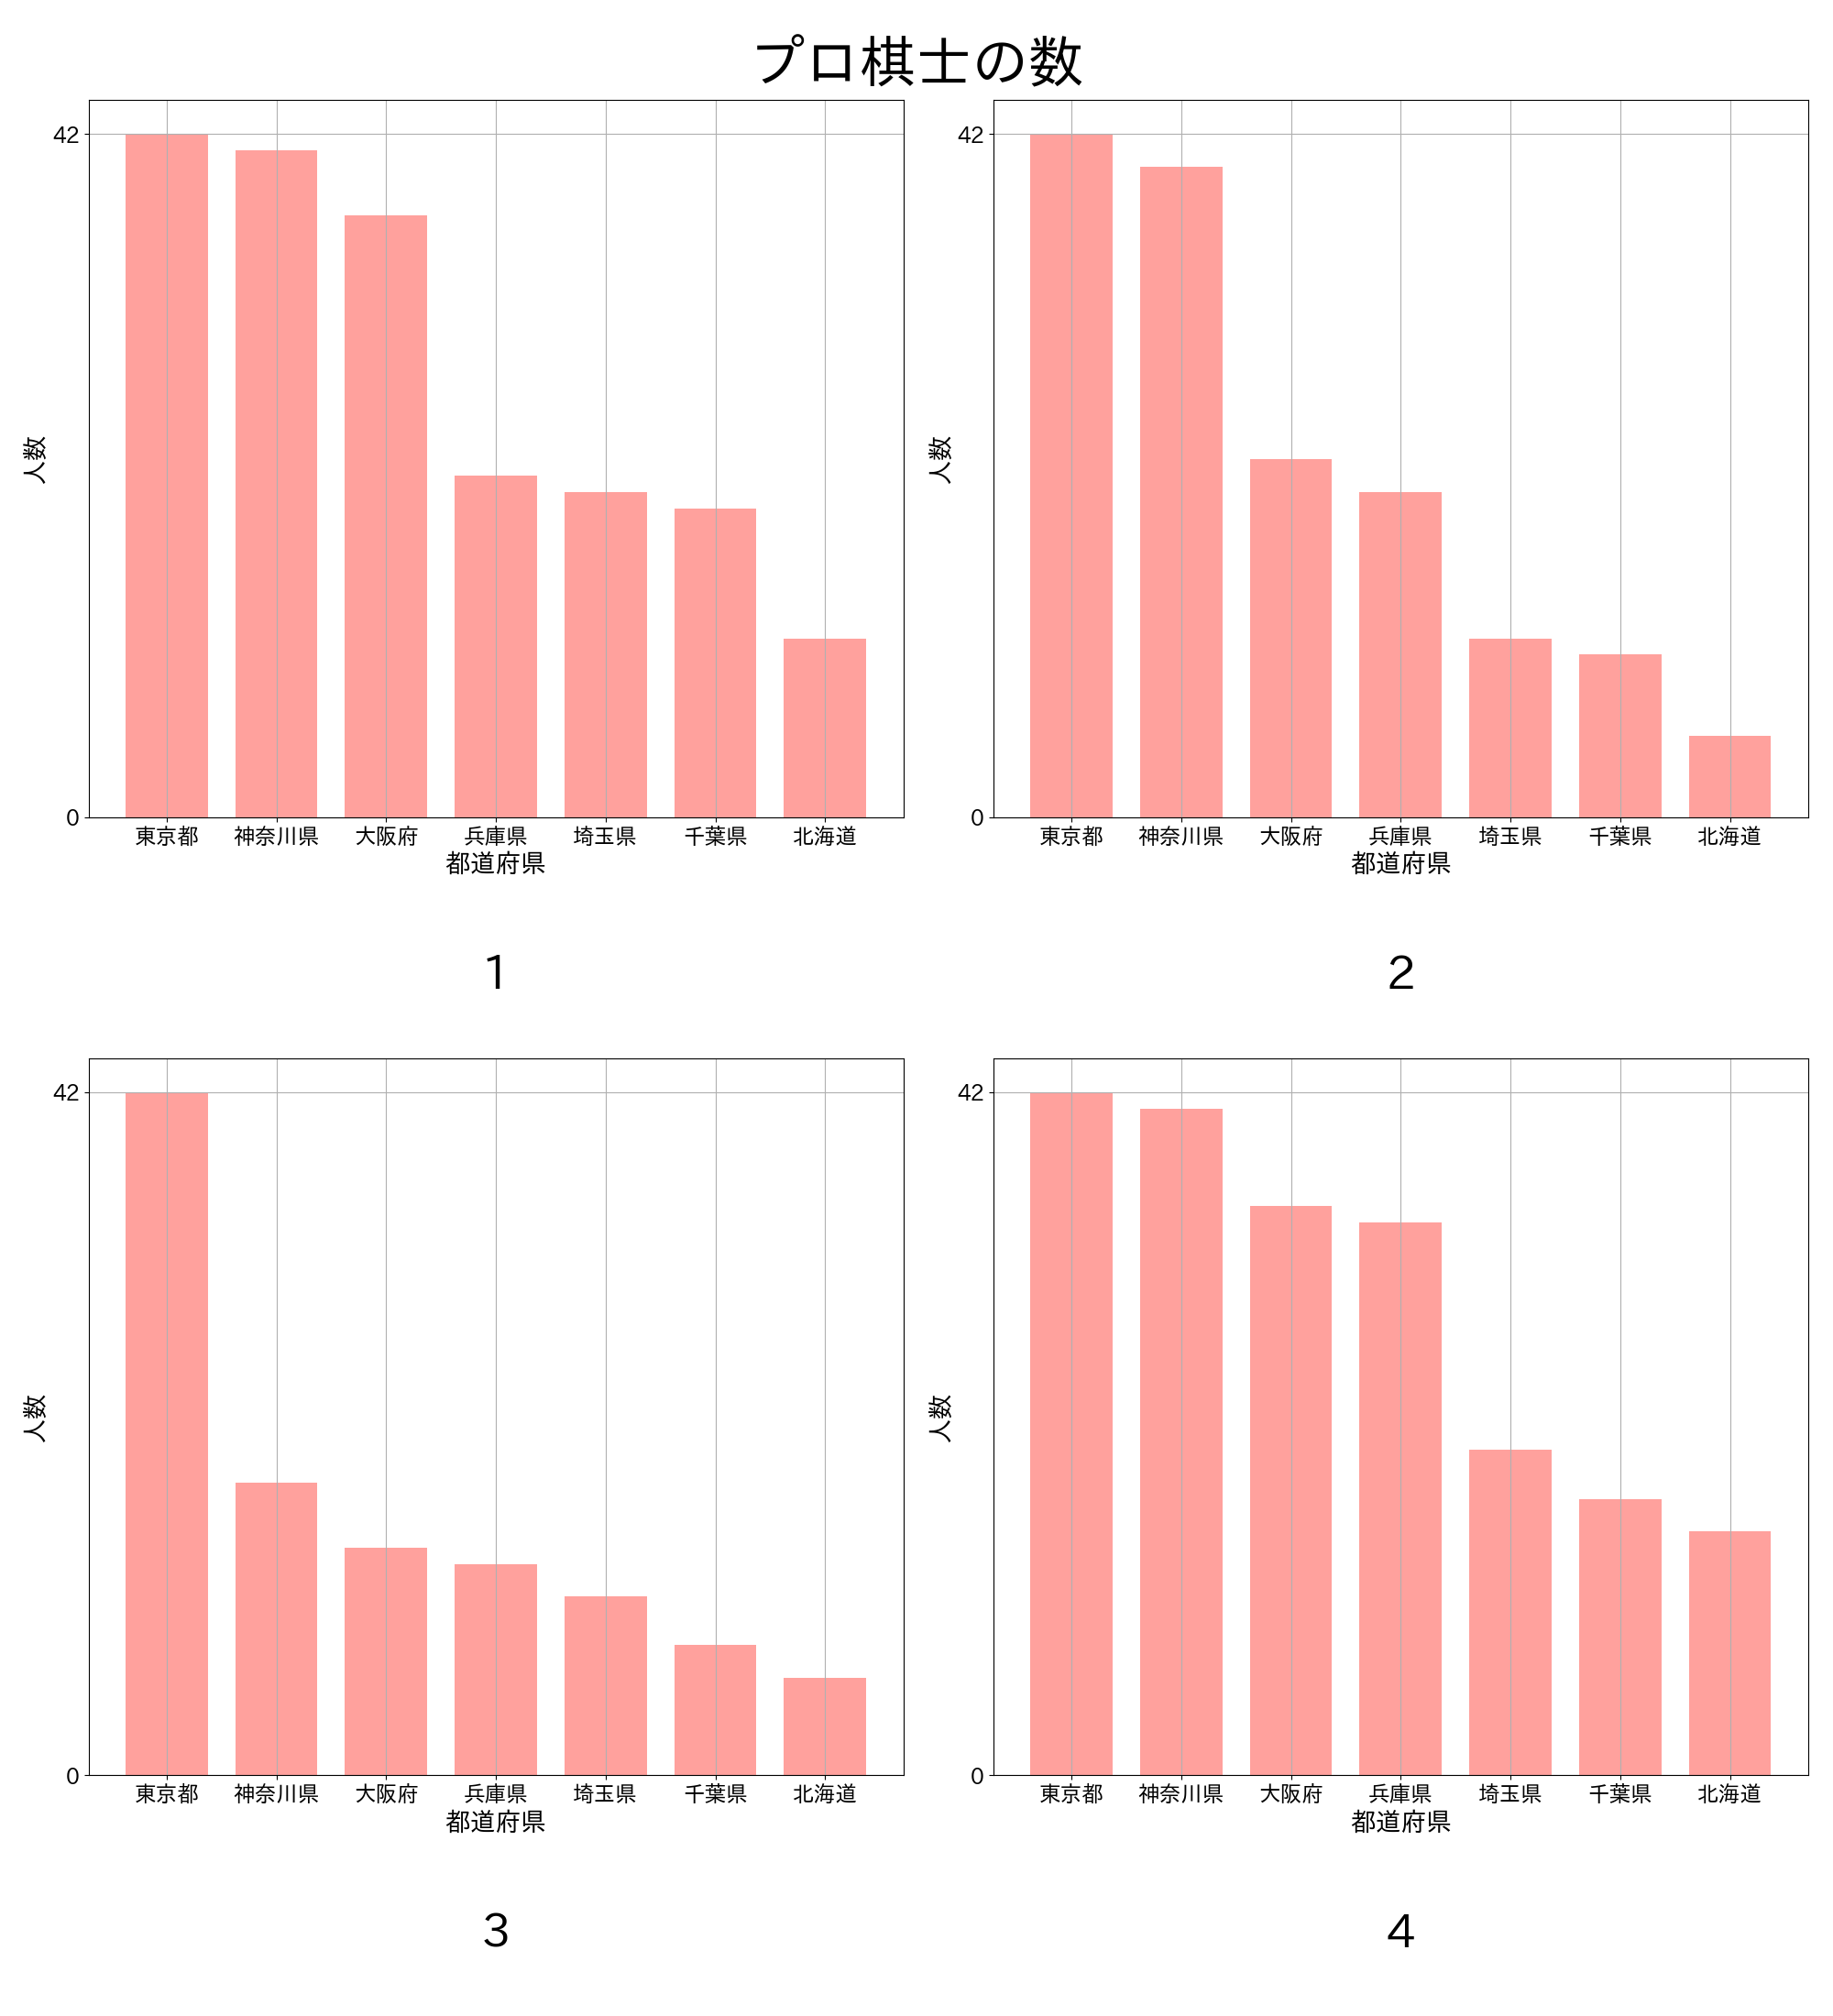 プロ棋士の数
42
0
人数
東京都 神奈川県 大阪府 兵庫県 埼玉県 千葉県 北海道
都道府県
1
42
0
人数
東京都 神奈川県 大阪府 兵庫県 埼玉県 千葉県 北海道
都道府県
2
42
0
人数
東京都 神奈川県 大阪府 兵庫県 埼玉県 千葉県 北海道
都道府県
3
42
0
人数
東京都 神奈川県 大阪府 兵庫県 埼玉県 千葉県 北海道
都道府県
4